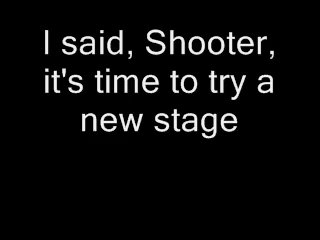 I said, Shooter,
it's time to try a
new stage